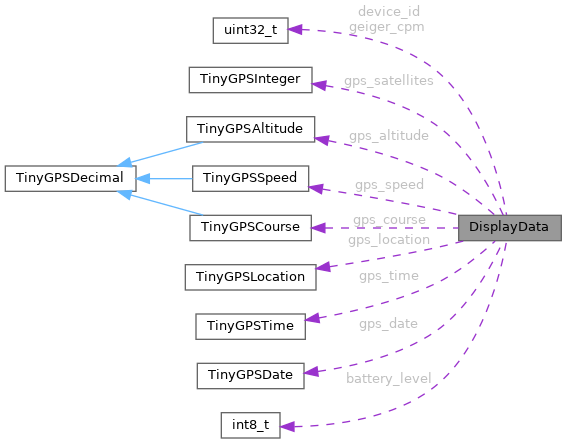 device_id
geiger_cpm
uint32_t
gps_satellites
TinyGPSInteger
TinyGPSAltitude
gps_altitude
TinyGPSDecimal
TinyGPSSpeed
gps_speed
TinyGPSCourse
gps_course
DisplayData
gps_location
TinyGPSLocation
gps_time
TinyGPSTime
gps_date
TinyGPSDate
battery_level
int8_t